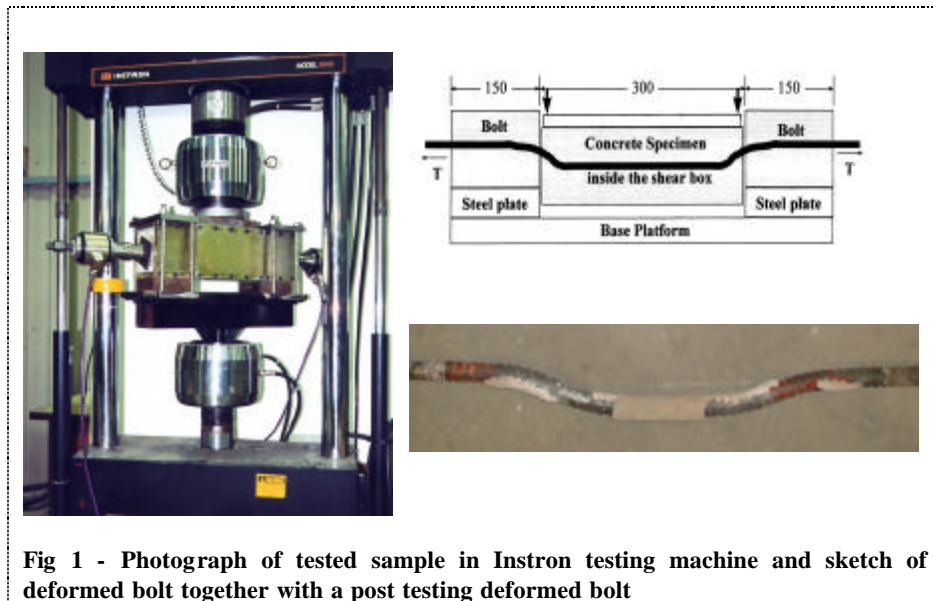 INSTRON
150 300 150
Bolt
Concrete Specimen
Bolt
T
inside the shear box
T
Steel plate
Steel plate
Base Platform
Fig 1 - Photograph of tested sample in Instron testing machine and sketch of
deformed bolt together with a post testing deformed bolt